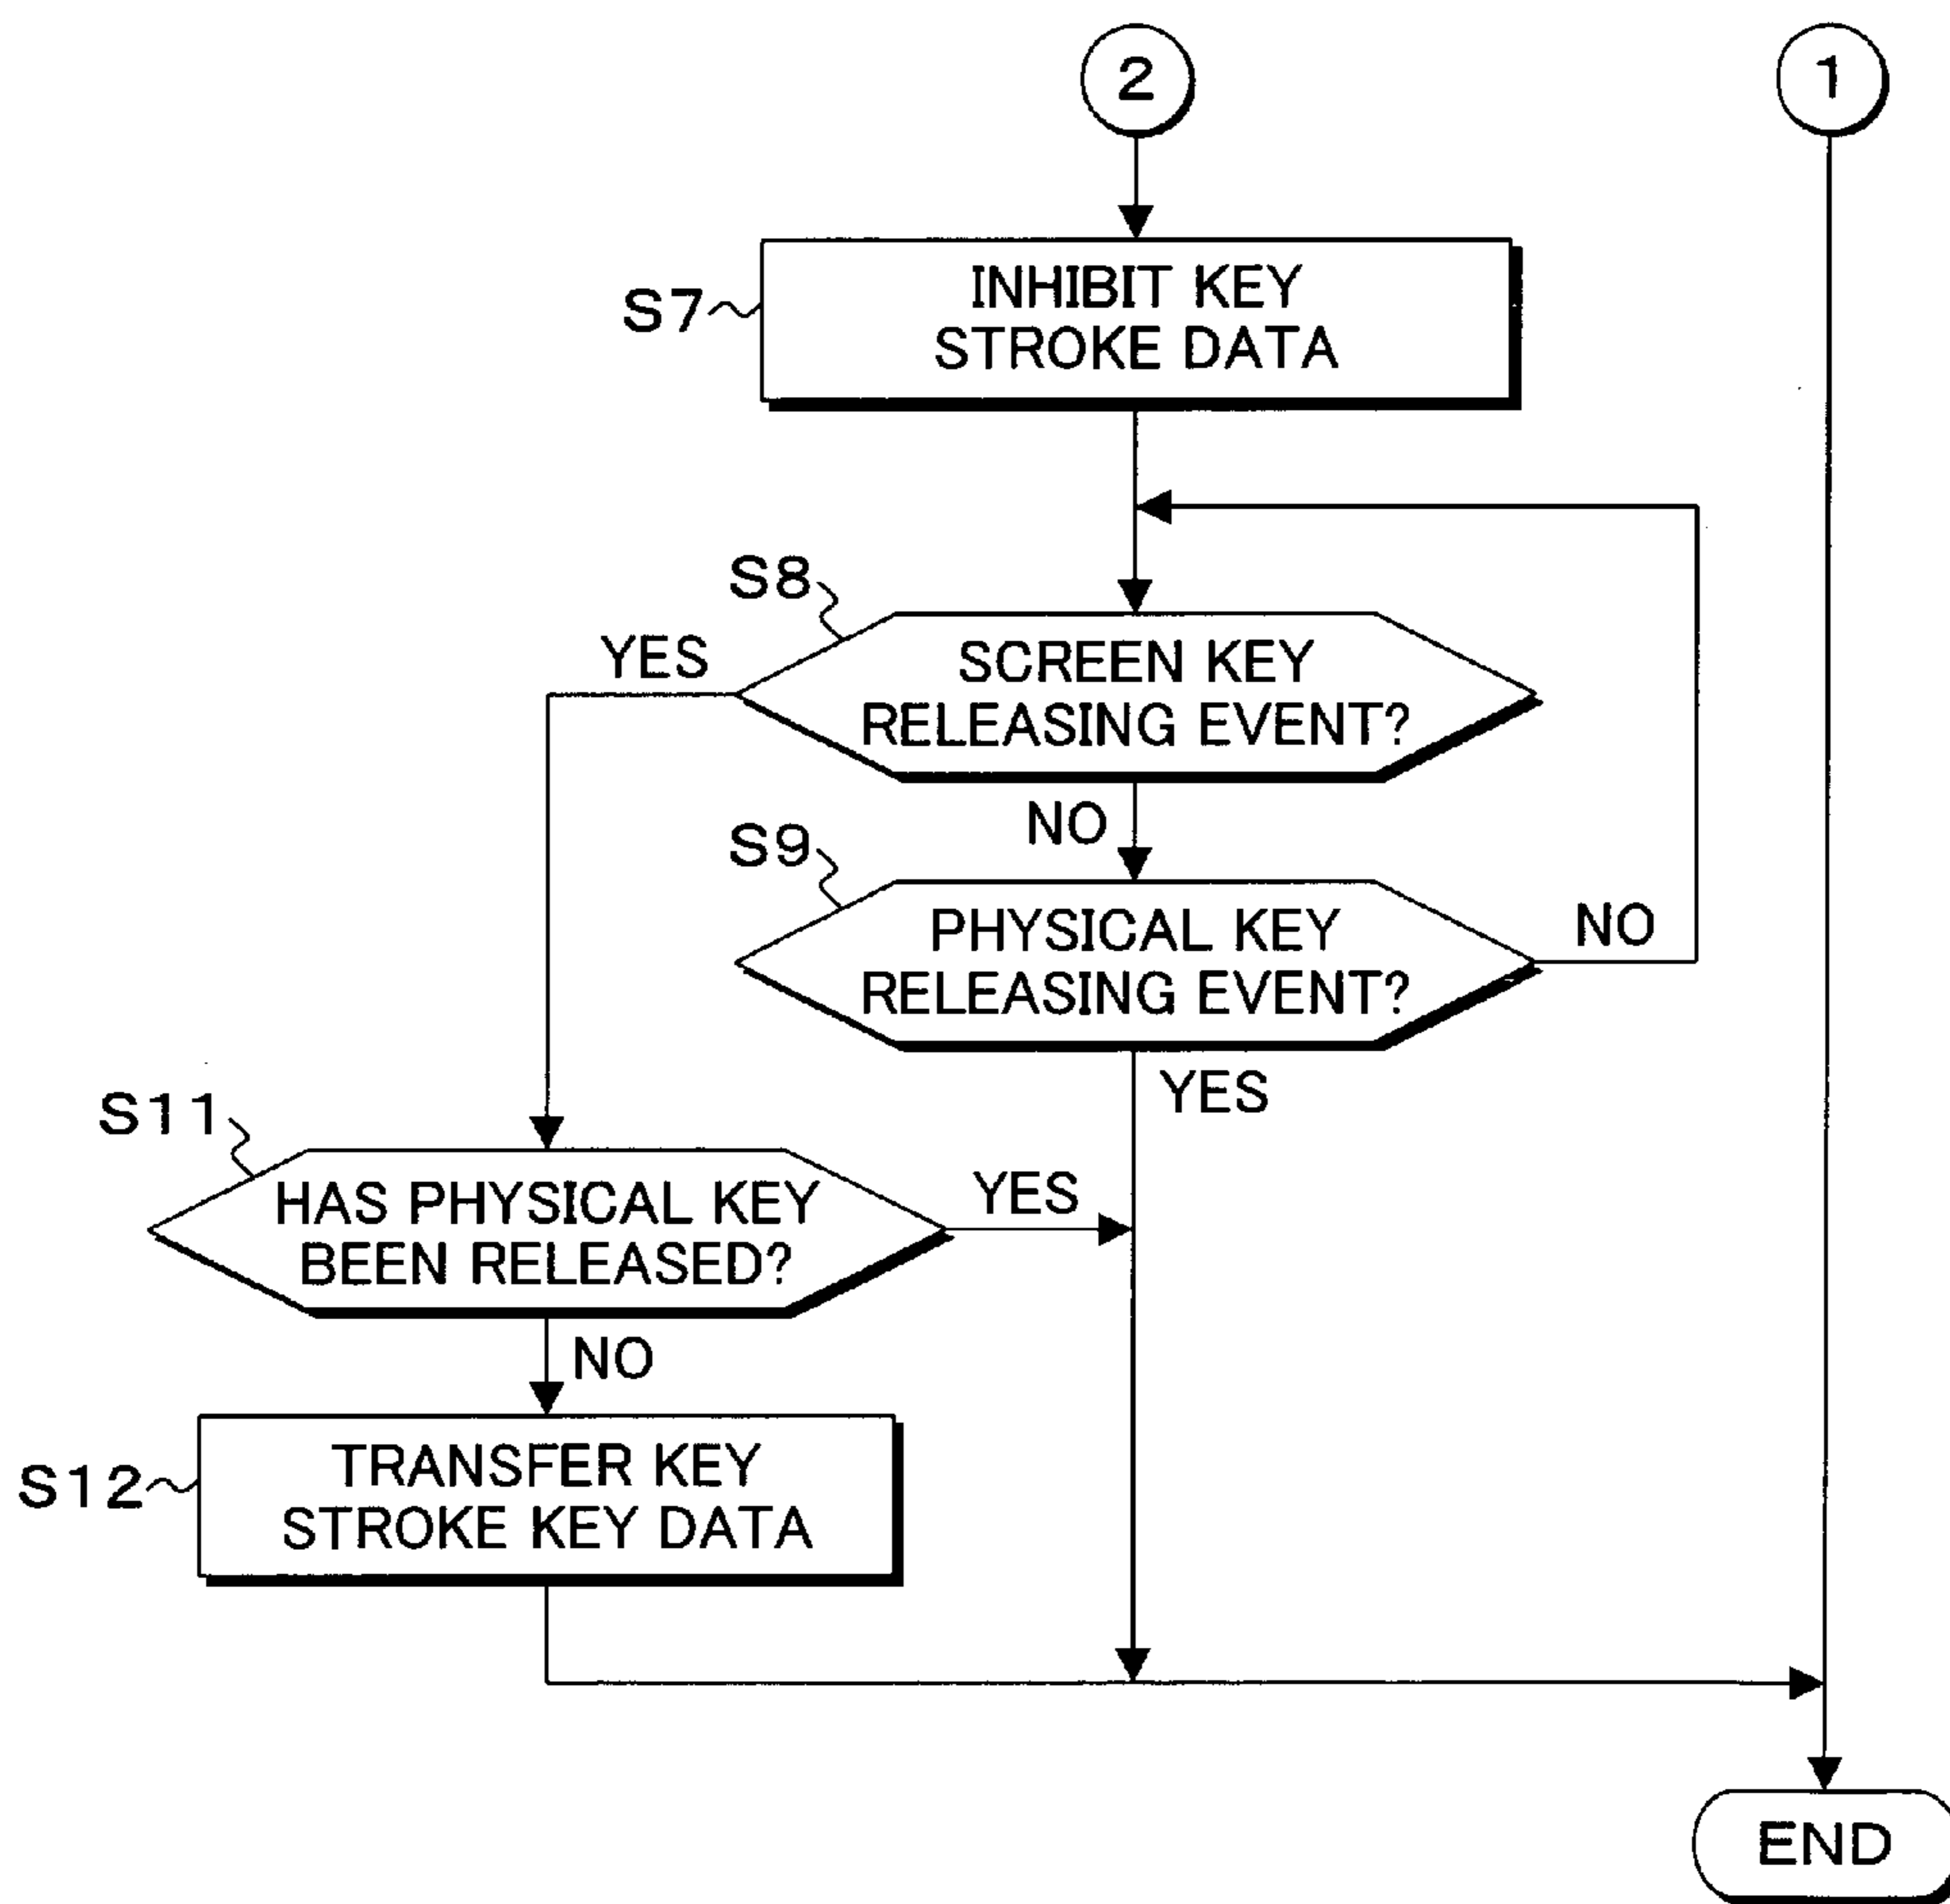 2
1
S7
INHIBIT KEY
STROKE DATA
S8
YES
SCREEN KEY
RELEASING EVENT?
NO
S9
PHYSICAL KEY
RELEASING EVENT?
NO
YES
S11
HAS PHYSICAL KEY
BEEN RELEASED?
YES
NO
S12
TRANSFER KEY
STROKE KEY DATA
END